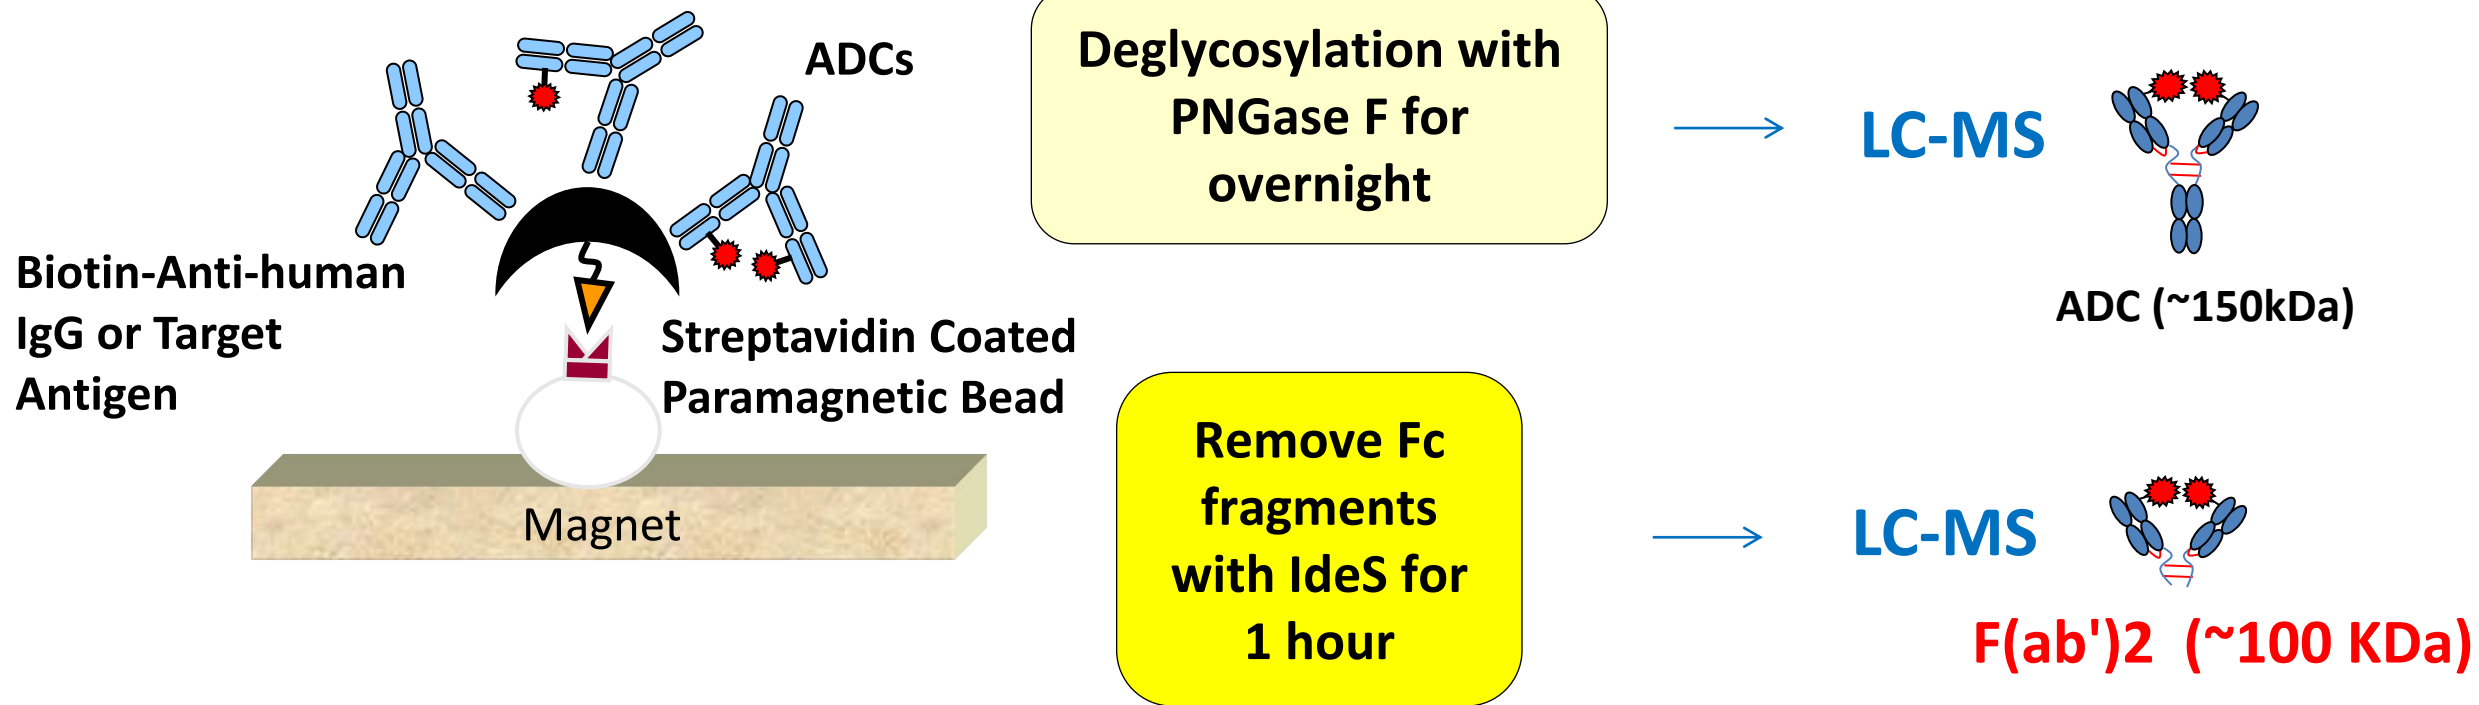 ADCs
Biotin-Anti-human
IgG or Target
Antigen
Streptavidin Coated
Paramagnetic Bead
Magnet
Deglycosylation with
PNGase F for
overnight
LC-MS
ADC (~150kDa)
Remove Fc
fragments
with IdeS for
1 hour
LC-MS
F(ab')2 (~100 KDa)